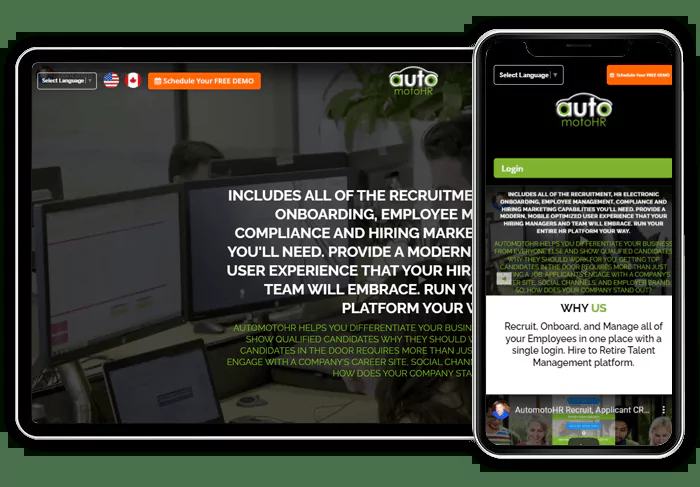 Select Language
Schedule Your FREE DEMO
auto
motoHR
INCLUDES ALL OF THE RECRUITME
ONBOARDING, EMPLOYEE M
COMPLIANCE AND HIRING MARKE
YOU'LL NEED. PROVIDE A MODERN
USER EXPERIENCE THAT YOUR HIR
TEAM WILL EMBRACE. RUN YO
PLATFORM YOUR W
AUTOMOTOHR HELPS YOU DIFFERENTIATE YOUR BUSIN
SHOW QUALIFIED CANDIDATES WHY THEY SHOULD W
CANDIDATES IN THE DOOR REQUIRES MORE THAN JUS
ENGAGE WITH A COMPANY'S CAREER SITE, SOCIAL CHANN
HOW DOES YOUR COMPANY STA
Select Language
Schedule Your FREE DEMO
auto
motoHR
Login
INCLUDES ALL OF THE RECRUITMENT, HR ELECTRONIC
ONBOARDING, EMPLOYEE MANAGEMENT, COMPLIANCE AND
HIRING MARKETING CAPABILITIES YOU'LL NEED. PROVIDE A
MODERN, MOBILE OPTIMIZED USER EXPERIENCE THAT YOUR
HIRING MANAGERS AND TEAM WILL EMBRACE. RUN YOUR
ENTIRE HR PLATFORM YOUR WAY.
AUTOMOTOHR HELPS YOU DIFFERENTIATE YOUR BUSINESS
FROM EVERYONE ELSE AND SHOW QUALIFIED CANDIDATES
WHY THEY SHOULD WORK FOR YOU. GETTING TOP
CANDIDATES IN THE DOOR REQUIRES MORE THAN JUST
ING A JOB. APPLICANTS ENGAGE WITH A COMPANY'S
ER SITE, SOCIAL CHANNELS, AND EMPLOYER BRAND.
SO, HOW DOES YOUR COMPANY STAND OUT?
WHY US
Recruit, Onboard, and Manage all of
your Employees in one place with a
single login. Hire to Retire Talent
Management platform.
AutomotoHR Recruit, Applicant CR...